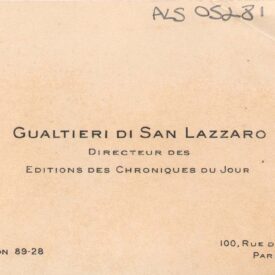 ALS 05281
GUALTIERI DI SAN LAZZARO
DIRECTEUR DES
EDITIONS DES CHRONIQUES DU JOUR
ON 89-28
100, RUE D
PAR